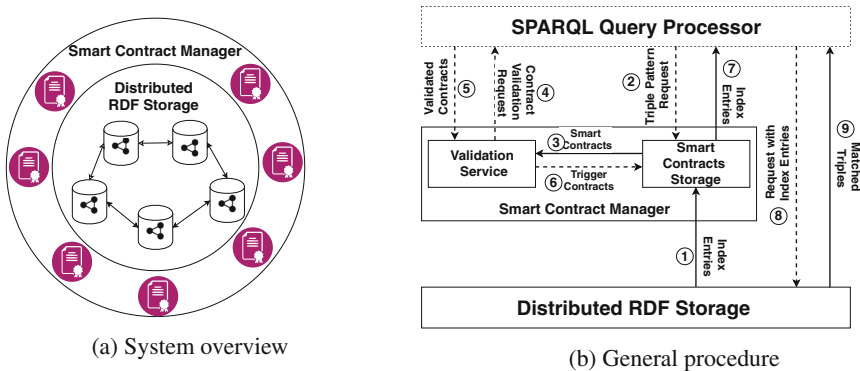 Smart Contract Manager
Distributed
RDF Storage
(a) System overview
SPARQL Query Processor
Validated
Contracts
5
Contract
Validation
Request
4
2
Triple Pattern
Request
7
Index
Entries
Request with
Index Entries
8
9
Matched
Triples
3
Smart
Contracts
Validation
Service
6
Trigger
Contracts
Smart
Contracts
Storage
Smart Contract Manager
1
Index
Entries
Distributed RDF Storage
(b) General procedure